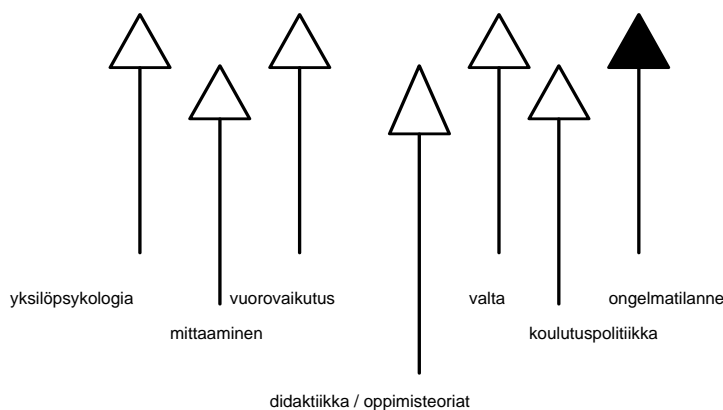 yksilöpsykologia
vuorovaikutus
valta
ongelmatilanne
mittaaminen
koulutuspolitiikka
didaktiikka / oppimisteoriat